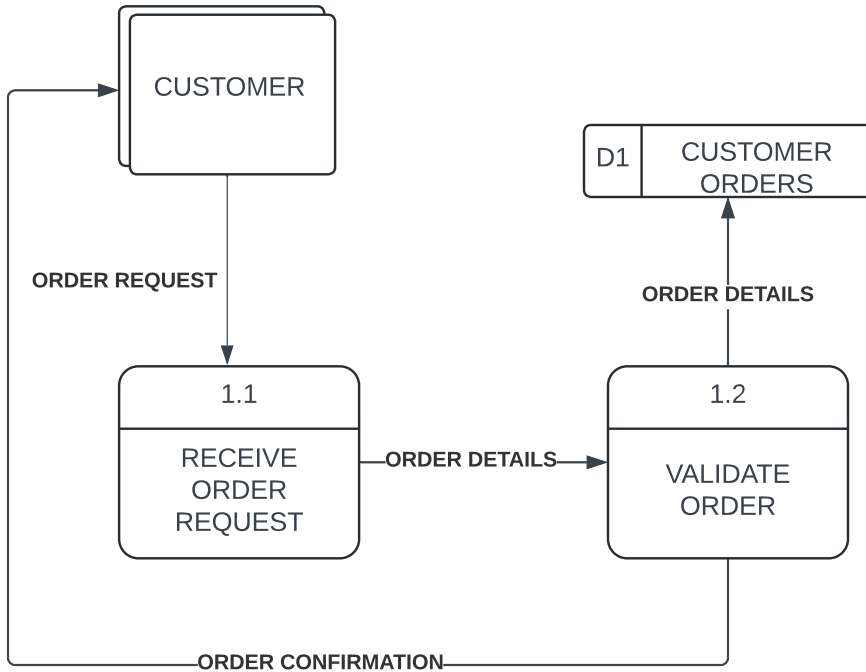 CUSTOMER
D1
CUSTOMER
ORDERS
ORDER REQUEST
ORDER DETAILS
1.1
RECEIVE
ORDER
REQUEST
ORDER DETAILS
1.2
VALIDATE
ORDER
ORDER CONFIRMATION